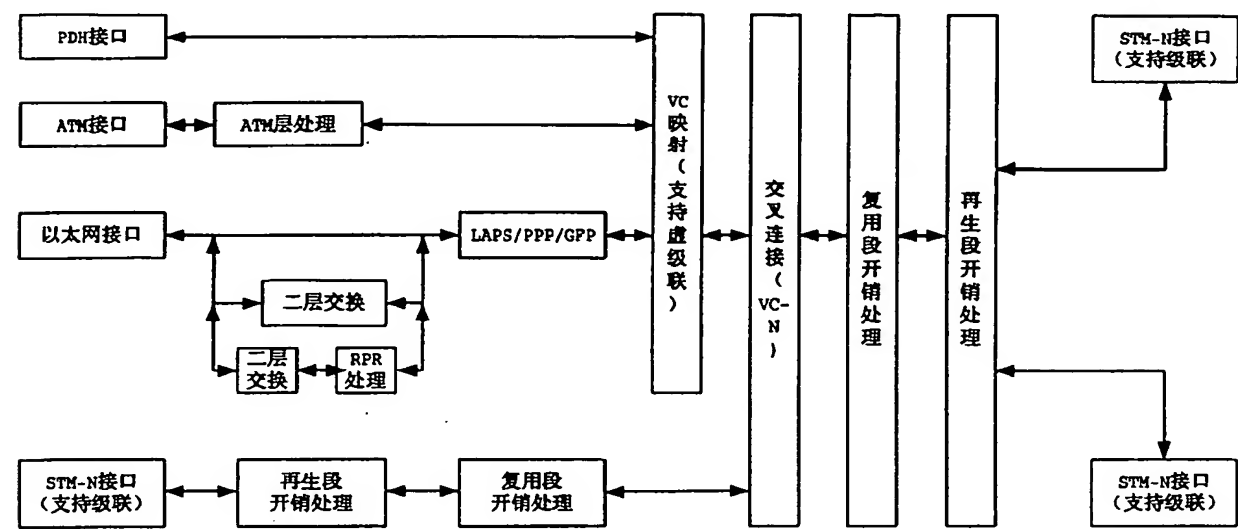 PDH接口
STM-N接口
（支持级联）
ATM接口
ATM层处理
VC
映
射
（
支
持
虚
级
联
）
交
叉
连
接
（
VC-
N
）
复
用
段
开
销
处
理
再
生
段
开
销
处
理
以太网接口
LAPS/PPP/GFP
二层交换
二层
交换
RPR
处理
STM-N接口
（支持级联）
再生段
开销处理
复用段
开销处理
STM-N接口
（支持级联）